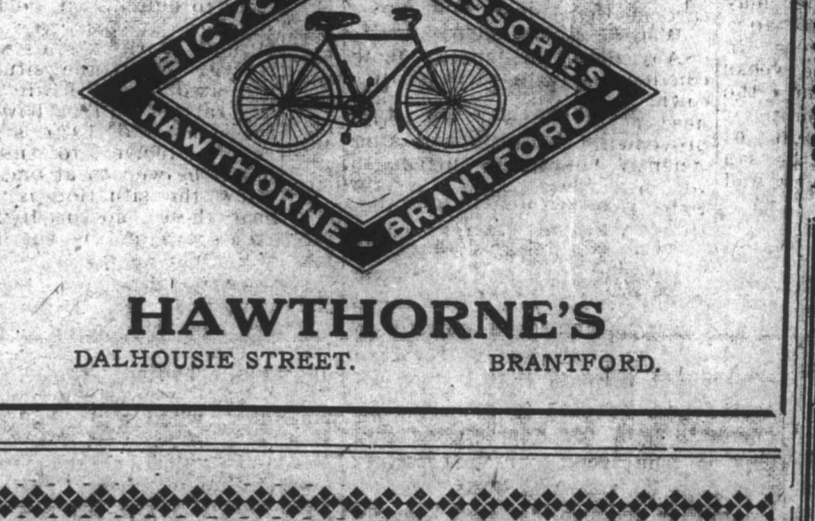 BICYC
SSORIES
HAWTHORNE - BRANTFORD
HAWTHORNE'S
DALHOUSIE STREET. BRANTFORD.